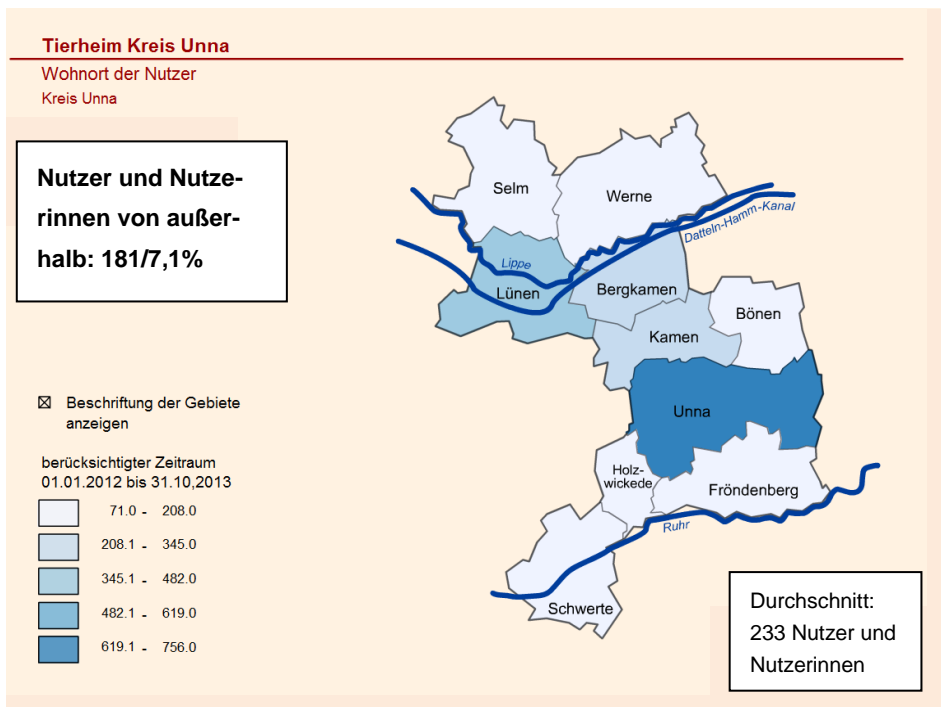 Tierheim Kreis Unna
Wohnort der Nutzer
Kreis Unna
Nutzer und Nutze-
rinnen von außer-
halb: 181/7,1%
Selm
Werne
Datteln-Hamm-Kanal
Lippe
Lünen
Bergkamen
Bönen
Kamen
Unna
Holz-
wickede
Fröndenberg
Ruhr
Schwerte
Beschriftung der Gebiete
anzeigen
berücksichtigter Zeitraum
01.01.2012 bis 31.10,2013
71.0 - 208.0
208.1 - 345.0
345.1 - 482.0
482.1 - 619.0
619.1 - 756.0
Durchschnitt:
233 Nutzer und
Nutzerinnen